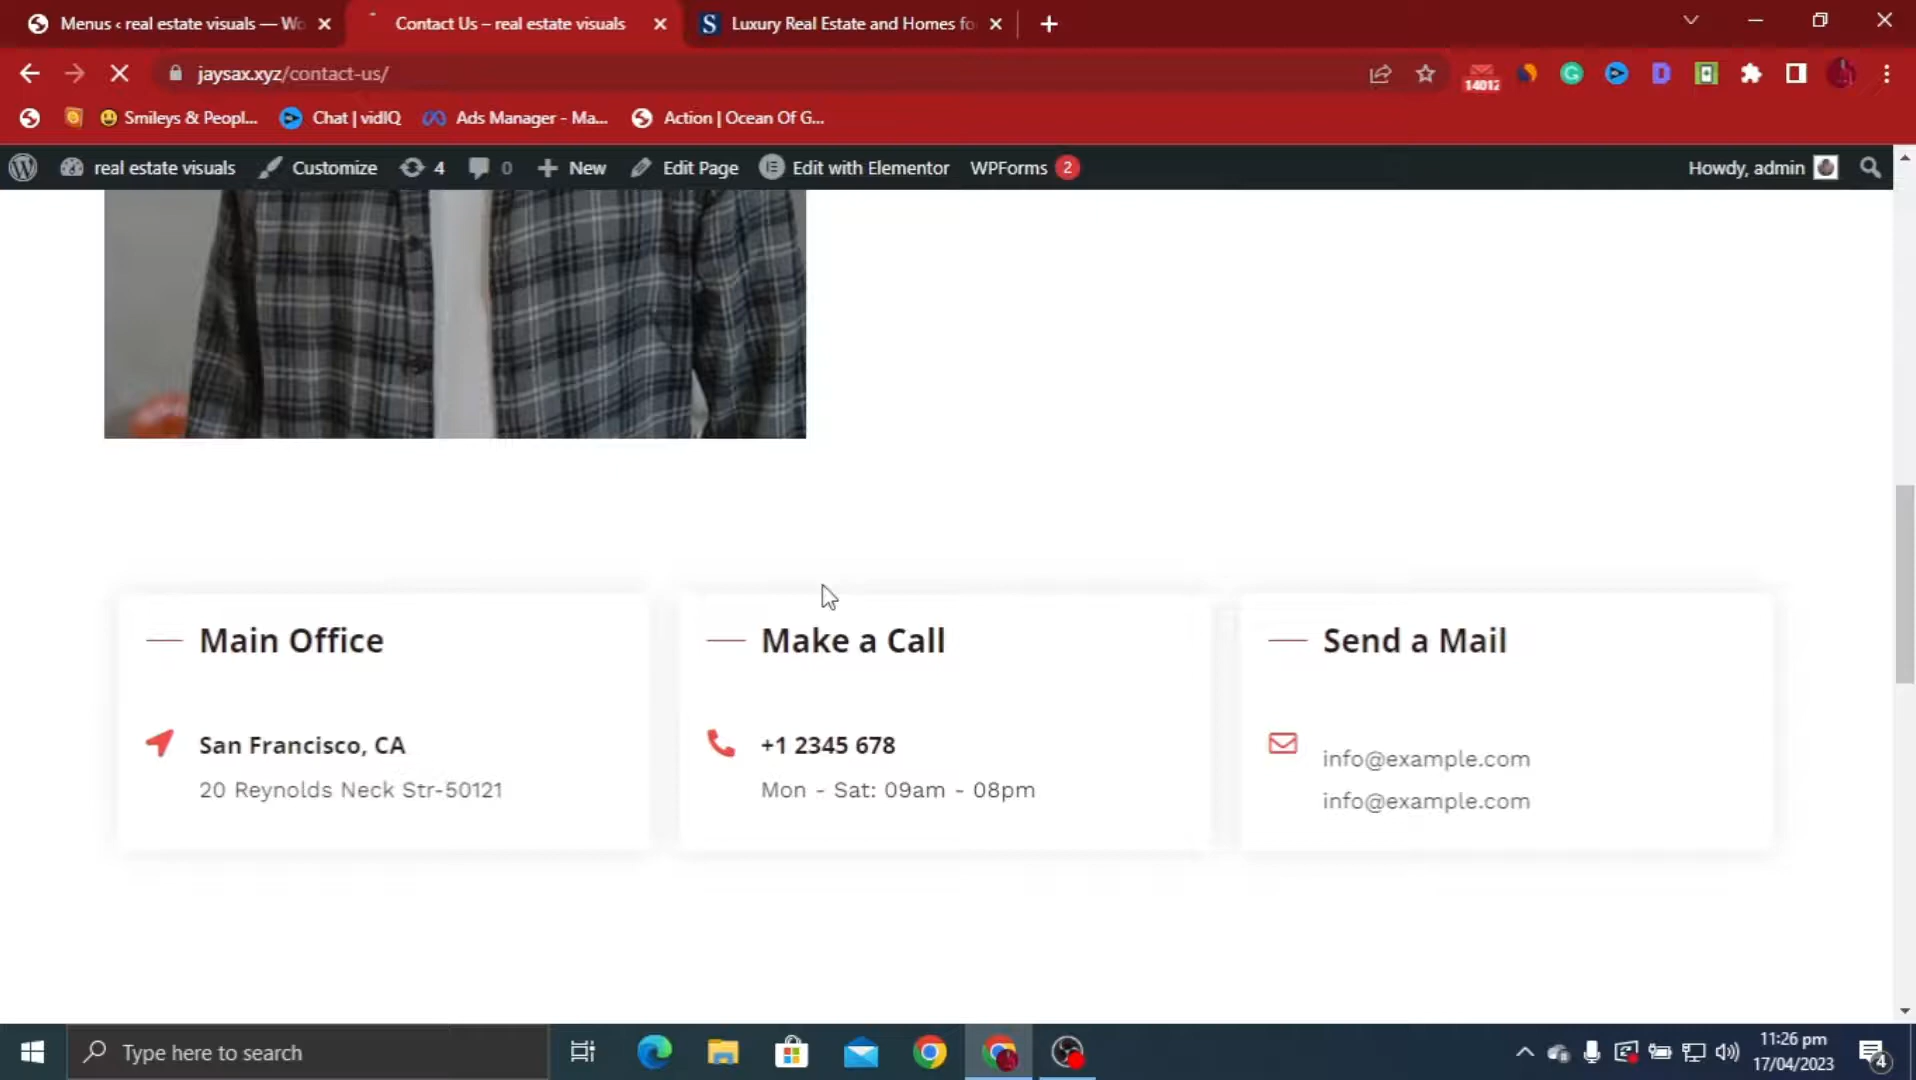 Menus ‹ real estate visuals — Wo
Contact Us – real estate visuals
S
Luxury Real Estate and Homes fo
jaysax.xyz/contact-us/
14012
G
D
Smileys & Peopl...
Chat | vidIQ
Ads Manager - Ma...
Action | Ocean Of G...
real estate visuals
Customize
4
0
New
Edit Page
Edit with Elementor
WPForms 2
Howdy, admin
Main Office
San Francisco, CA
20 Reynolds Neck Str-50121
Make a Call
+1 2345 678
Mon - Sat: 09am - 08pm
Send a Mail
info@example.com
info@example.com
Type here to search
11:26 pm
17/04/2023
4